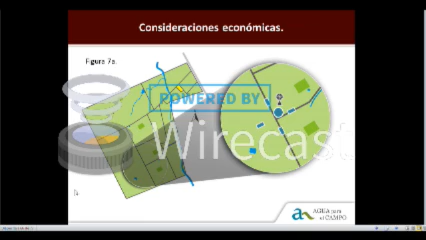 Consideraciones económicas.
Figura 7a.
POWERED BY
Wirecast
AGUA para
el CAMPO